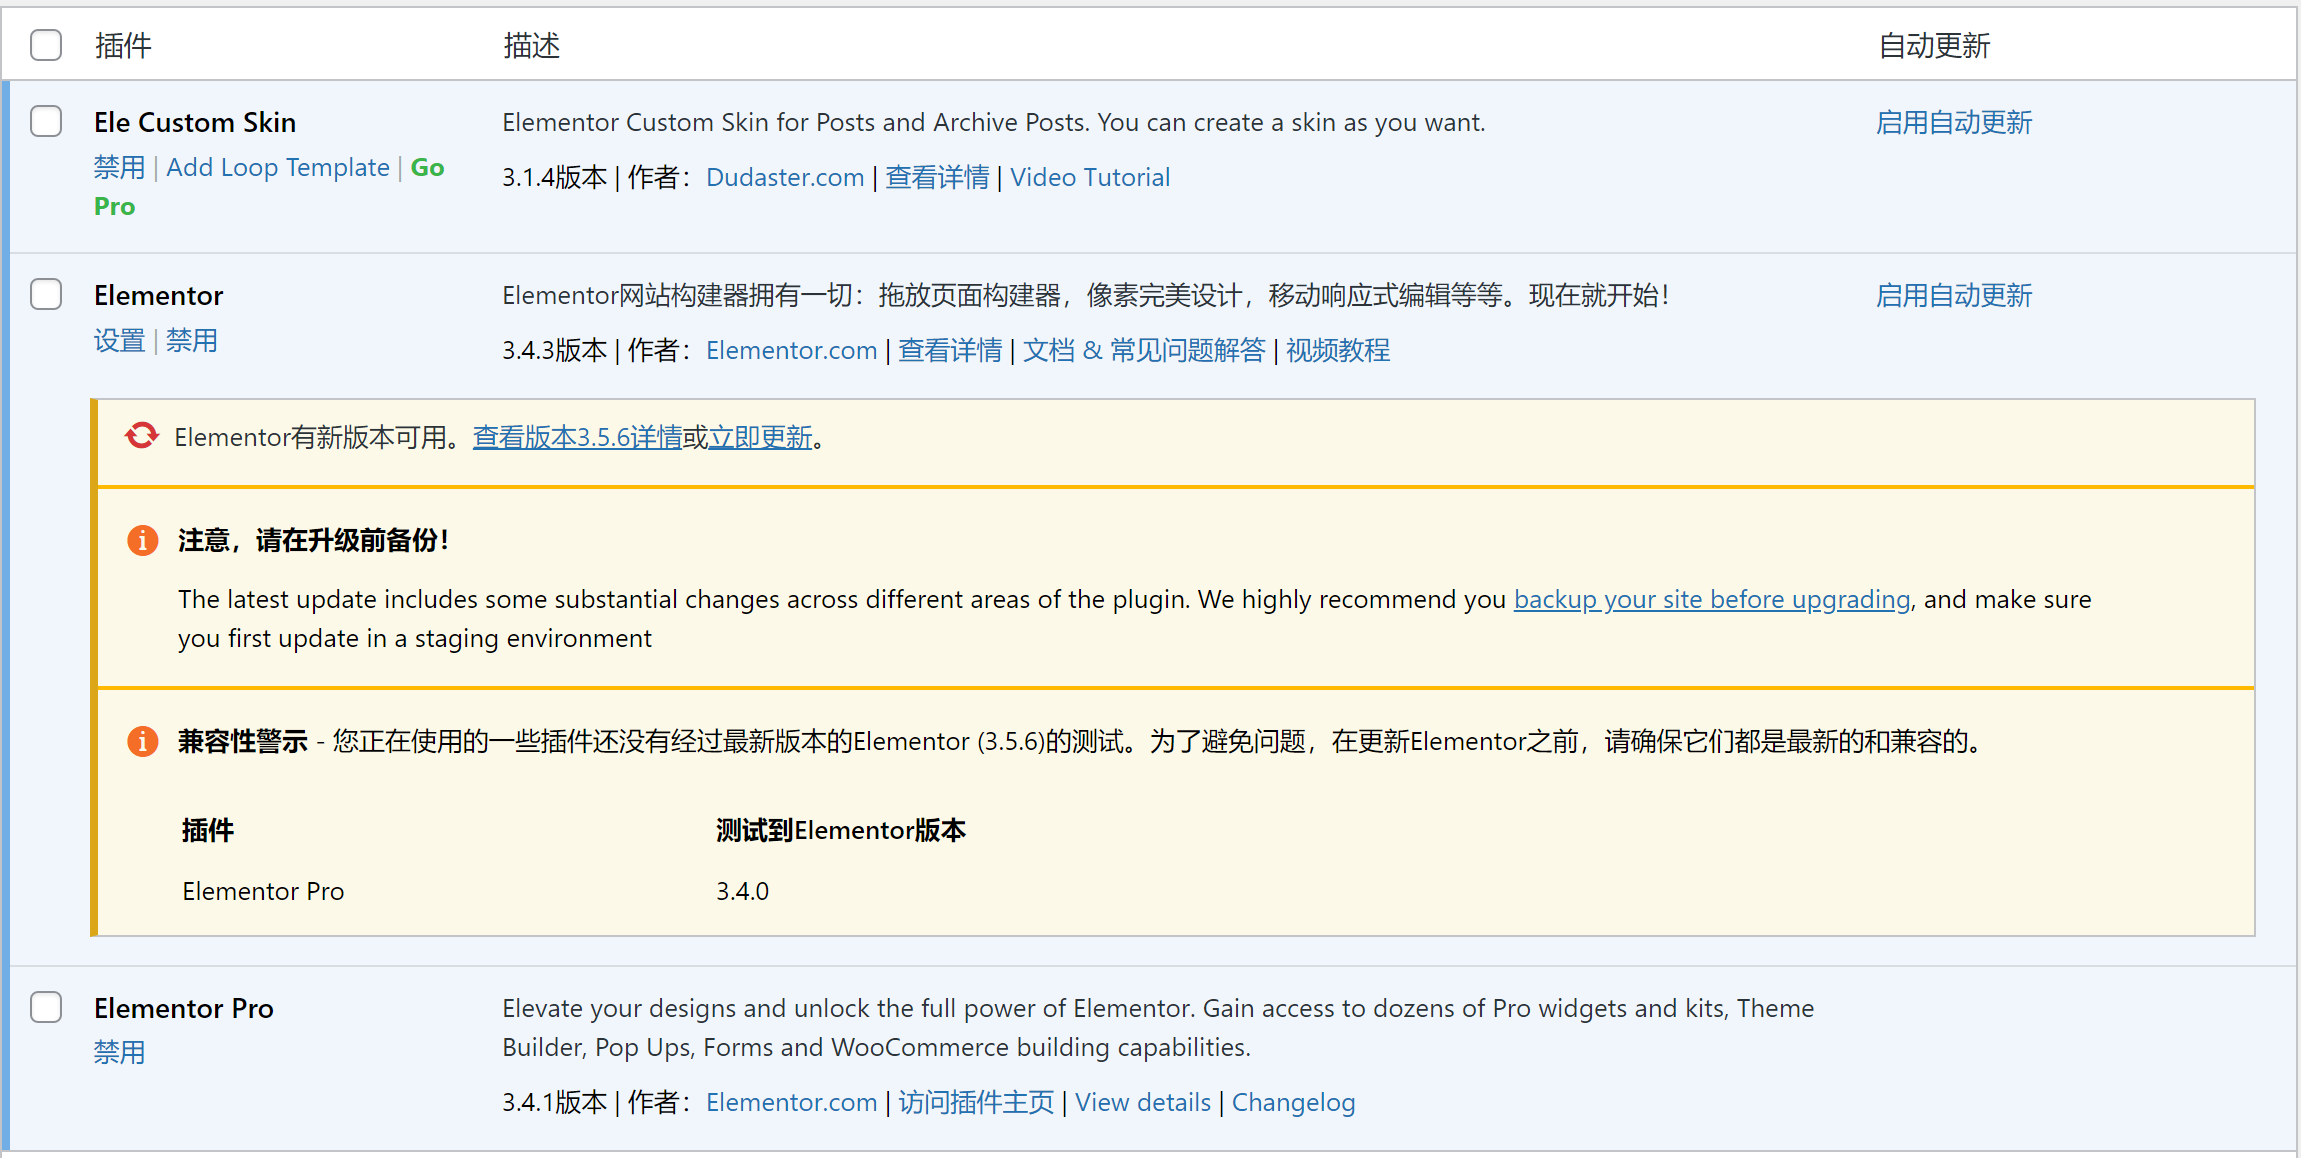 插件 描述 自动更新
Ele Custom Skin Elementor Custom Skin for Posts and Archive Posts. You can create a skin as you want. 启用自动更新
禁用 | Add Loop Template | Go
Pro
3.1.4版本 | 作者：Dudaster.com | 查看详情 | Video Tutorial
Elementor Elementor网站构建器拥有一切：拖放页面构建器，像素完美设计，移动响应式编辑等等。现在就开始！ 启用自动更新
设置 | 禁用
3.4.3版本 | 作者：Elementor.com | 查看详情 | 文档 & 常见问题解答 | 视频教程
Elementor有新版本可用。查看版本3.5.6详情或立即更新。
注意，请在升级前备份！
The latest update includes some substantial changes across different areas of the plugin. We highly recommend you backup your site before upgrading, and make sure
you first update in a staging environment
兼容性警示 - 您正在使用的一些插件还没有经过最新版本的Elementor (3.5.6)的测试。为了避免问题，在更新Elementor之前，请确保它们都是最新的和兼容的。
插件 测试到Elementor版本
Elementor Pro 3.4.0
Elementor Pro Elevate your designs and unlock the full power of Elementor. Gain access to dozens of Pro widgets and kits, Theme
Builder, Pop Ups, Forms and WooCommerce building capabilities.
禁用
3.4.1版本 | 作者：Elementor.com | 访问插件主页 | View details | Changelog